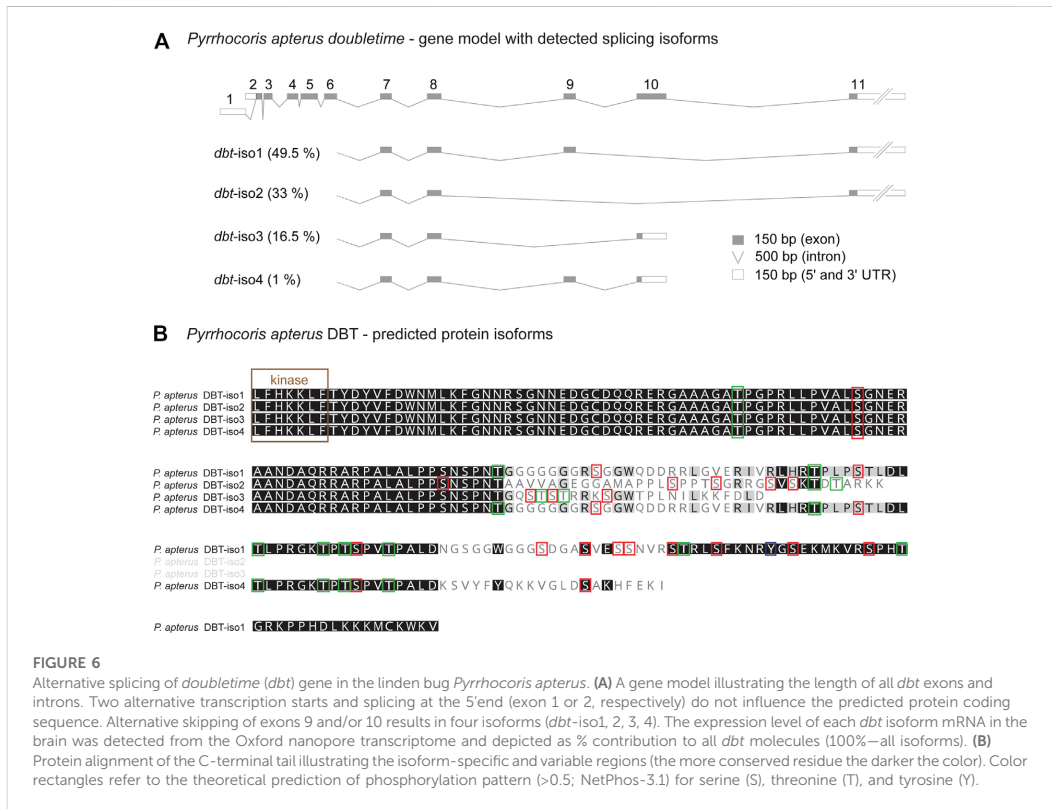 A Pyrrhocoris apterus doubletime - gene model with detected splicing isoforms
1 2 3 4 5 6 7 8 9 10 11
dbt-iso1 (49.5 %)
dbt-iso2 (33 %)
dbt-iso3 (16.5 %)
dbt-iso4 (1 %)
150 bp (exon)
500 bp (intron)
150 bp (5' and 3' UTR)
B Pyrrhocoris apterus DBT - predicted protein isoforms
kinase
P. apterus DBT-iso1 LFHKKLFTYDYVFDWNMLKFGNNRSGNNEDGCDQQRERGAAAGATPGPRLLPVALSGNER
P. apterus DBT-iso2 LFHKKLFTYDYVFDWNMLKFGNNRSGNNEDGCDQQRERGAAAGATPGPRLLPVALSGNER
P. apterus DBT-iso3 LFHKKLFTYDYVFDWNMLKFGNNRSGNNEDGCDQQRERGAAAGATPGPRLLPVALSGNER
P. apterus DBT-iso4 LFHKKLFTYDYVFDWNMLKFGNNRSGNNEDGCDQQRERGAAAGATPGPRLLPVALSGNER
P. apterus DBT-iso1 AANDAQRRARPALALPPSNSPNTGGGGGGGRSGGWQDDRRLGVERIVRLHRTPLPSTLDL
P. apterus DBT-iso2 AANDAQRRARPALALPPSNSPNTAAVVAGEGGAMAPPLSPPTSGRRGSVSKTDTARKK
P. apterus DBT-iso3 AANDAQRRARPALALPPSNSPNTGQSTSTRRKSGWTPLNILKKFDLD
P. apterus DBT-iso4 AANDAQRRARPALALPPSNSPNTGGGGGGGRSGGWQDDRRLGVERIVRLHRTPLPSTLDL
P. apterus DBT-iso1 TLPRGKTPTSPVTPALDNGSGGWGGGSDGASVESSNVRSTRLSFKNRYGSEKMKVRSPHT
P. apterus DBT-iso2
P. apterus DBT-iso3
P. apterus DBT-iso4 TLPRGKTPTSPVTPALDKSVYFYQKKVGLDSAKHFEKI
P. apterus DBT-iso1 GRKPPHDLKKKMCKWKV
FIGURE 6
Alternative splicing of doubletime (dbt) gene in the linden bug Pyrrhocoris apterus. (A) A gene model illustrating the length of all dbt exons and
introns. Two alternative transcription starts and splicing at the 5'end (exon 1 or 2, respectively) do not influence the predicted protein coding
sequence. Alternative skipping of exons 9 and/or 10 results in four isoforms (dbt-iso1, 2, 3, 4). The expression level of each dbt isoform mRNA in the
brain was detected from the Oxford nanopore transcriptome and depicted as % contribution to all dbt molecules (100%—all isoforms). (B)
Protein alignment of the C-terminal tail illustrating the isoform-specific and variable regions (the more conserved residue the darker the color). Color
rectangles refer to the theoretical prediction of phosphorylation pattern (>0.5; NetPhos-3.1) for serine (S), threonine (T), and tyrosine (Y).